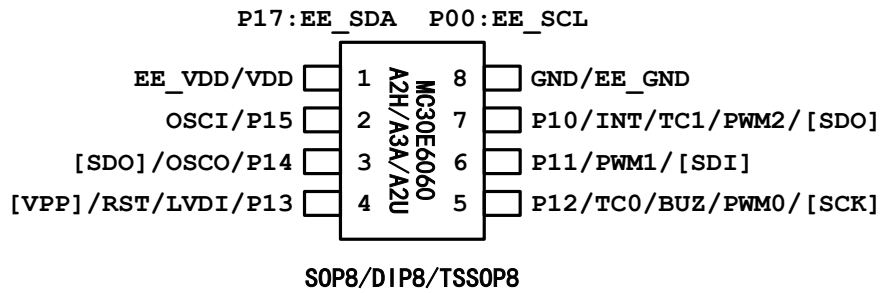 P17:EE_SDA P00:EE_SCL
EE_VDD/VDD 1 8 GND/EE_GND
OSCI/P15 2 7 P10/INT/TC1/PWM2/[SDO]
[SDO]/OSCO/P14 3 6 P11/PWM1/[SDI]
[VPP]/RST/LVDI/P13 4 5 P12/TC0/BUZ/PWM0/[SCK]
MC30E6060
A2H/A3A/A2U
SOP8/DIP8/TSSOP8